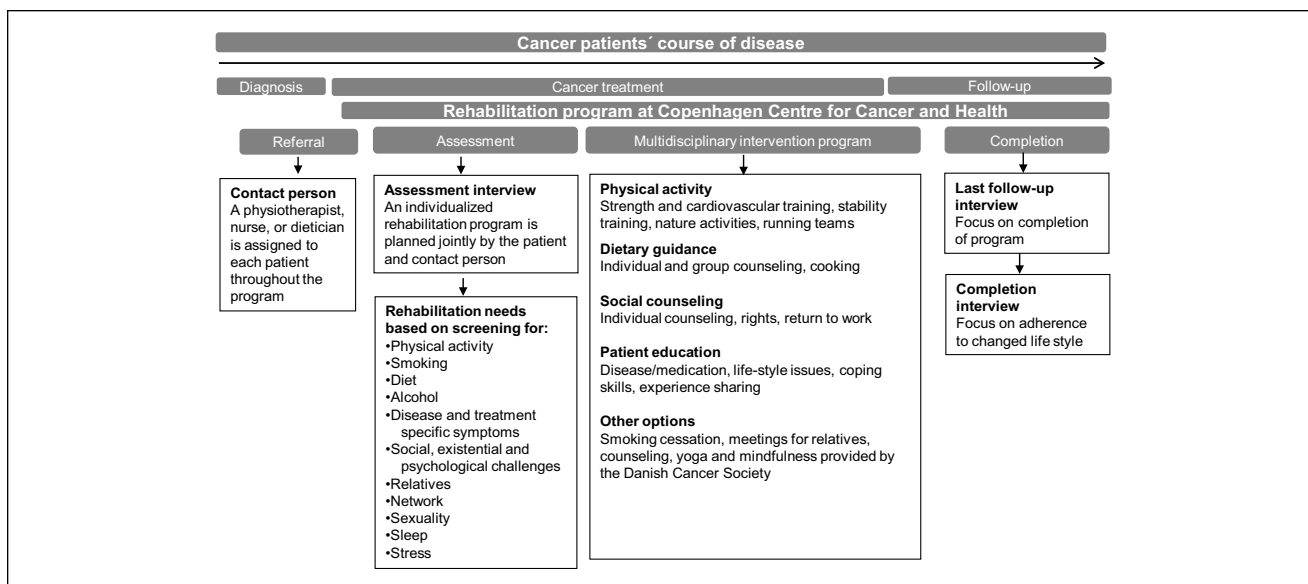 Cancer patients´ course of disease
Diagnosis
Cancer treatment
Follow-up
Rehabilitation program at Copenhagen Centre for Cancer and Health
Referral
Assessment
Multidisciplinary intervention program
Completion
Contact person
A physiotherapist,
nurse, or dietician
is assigned to
each patient
throughout the
program
Assessment interview
An individualized
rehabilitation program is
planned jointly by the patient
and contact person
Rehabilitation needs
based on screening for:
•Physical activity
•Smoking
•Diet
•Alcohol
•Disease and treatment
specific symptoms
•Social, existential and
psychological challenges
•Relatives
•Network
•Sexuality
•Sleep
•Stress
Physical activity
Strength and cardiovascular training, stability
training, nature activities, running teams
Dietary guidance
Individual and group counseling, cooking
Social counseling
Individual counseling, rights, return to work
Patient education
Disease/medication, life-style issues, coping
skills, experience sharing
Other options
Smoking cessation, meetings for relatives,
counseling, yoga and mindfulness provided by
the Danish Cancer Society
Last follow-up
interview
Focus on completion
of program
Completion
interview
Focus on adherence
to changed life style